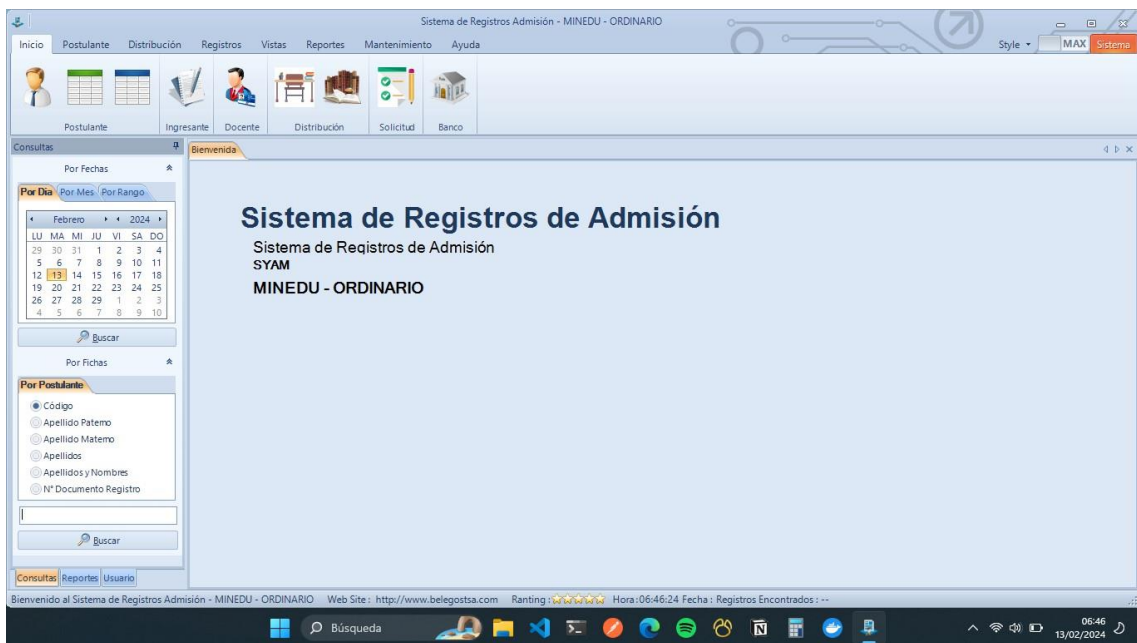 Sistema de Registros Admisión - MINEDU - ORDINARIO
Inicio Postulante Distribución Registros Vistas Reportes Mantenimiento Ayuda Style MAX Sistema
Postulante Ingresante Docente Distribución Solicitud Banco
Consultas
Bienvenida
Por Fechas
Por Dia Por Mes Por Rango
Febrero 2024
LU MA MI JU VI SA DO
29 30 31 1 2 3 4
5 6 7 8 9 10 11
12 13 14 15 16 17 18
19 20 21 22 23 24 25
26 27 28 29 1 2 3
4 5 6 7 8 9 10
Buscar
Por Fichas
Por Postulante
Código
Apellido Paterno
Apellido Materno
Apellidos
Apellidos y Nombres
N° Documento Registro
Buscar
Consultas Reportes Usuario
Sistema de Registros de Admisión
Sistema de Registros de Admisión
SYAM
MINEDU - ORDINARIO
Bienvenido al Sistema de Registros Admisión - MINEDU - ORDINARIO Web Site : http://www.belegostsa.com Ranting : Hora:06:46:24 Fecha : Registros Encontrados : --
Búsqueda
06:46
13/02/2024